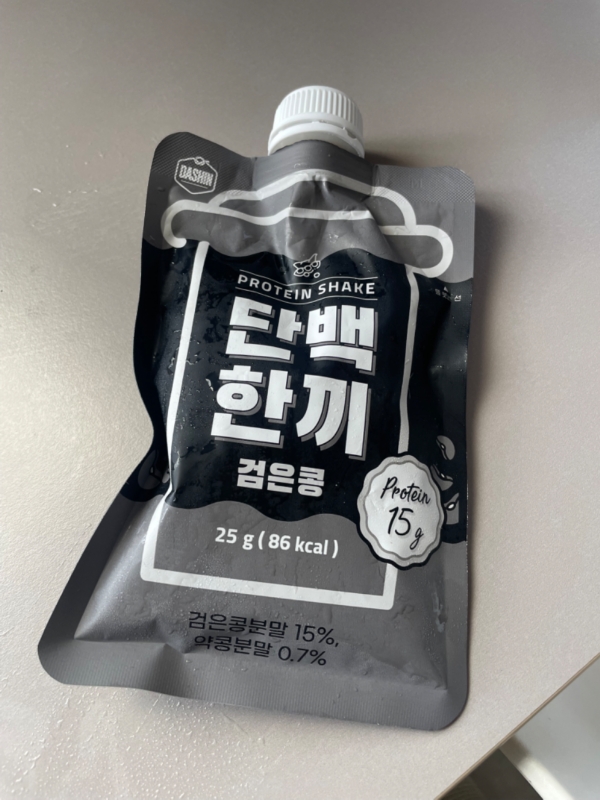 DASHIN
PROTEIN SHAKE
단백
한끼
검은콩
Protein
15g
25 g ( 86 kcal )
검은콩분말 15%,
약콩분말 0.7%